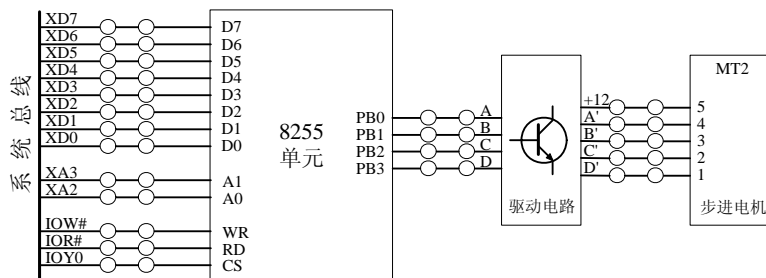 系统总线
XD7
XD6
XD5
XD4
XD3
XD2
XD1
XD0
XA3
XA2
IOW#
IOR#
IOY0
D7
D6
D5
D4
D3
D2
D1
D0
A1
A0
WR
RD
CS
8255
单元
PB0
PB1
PB2
PB3
A
B
C
D
驱动电路
+12
A'
B'
C'
D'
MT2
5
4
3
2
1
步进电机